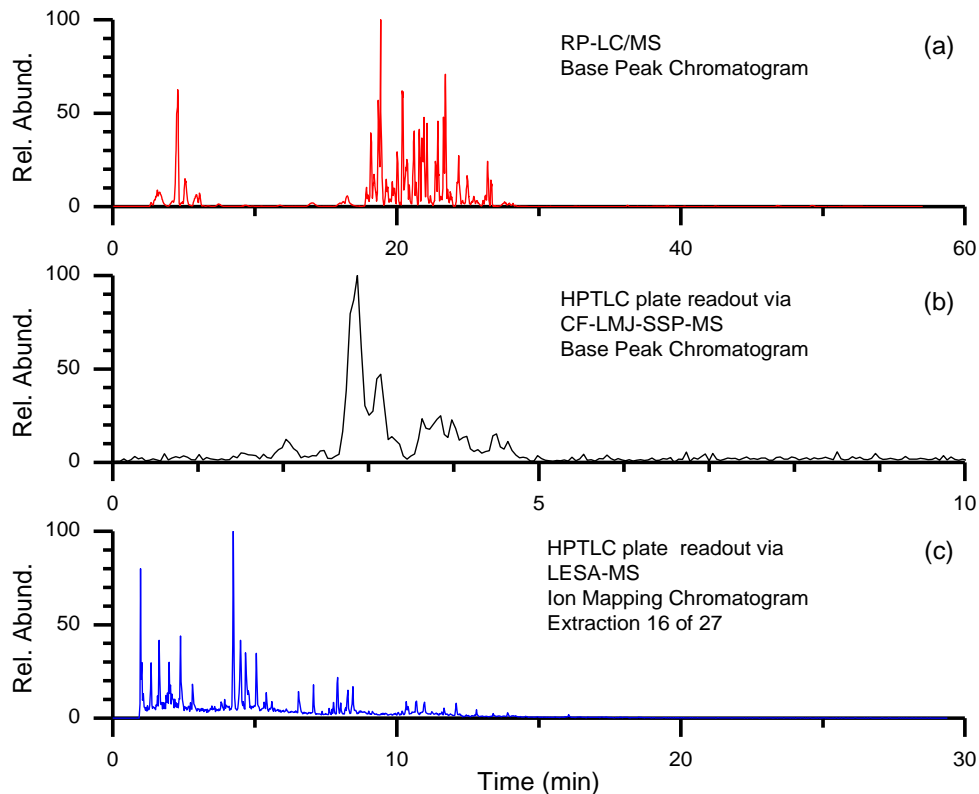 100
50
0
Rel. Abund.
RP-LC/MS
Base Peak Chromatogram
(a)
0 20 40 60
100
50
0
Rel. Abund.
HPTLC plate readout via
CF-LMJ-SSP-MS
Base Peak Chromatogram
(b)
0 5 10
100
50
0
Rel. Abund.
HPTLC plate  readout via
LESA-MS
Ion Mapping Chromatogram
Extraction 16 of 27
(c)
0 10 20 30
Time (min)